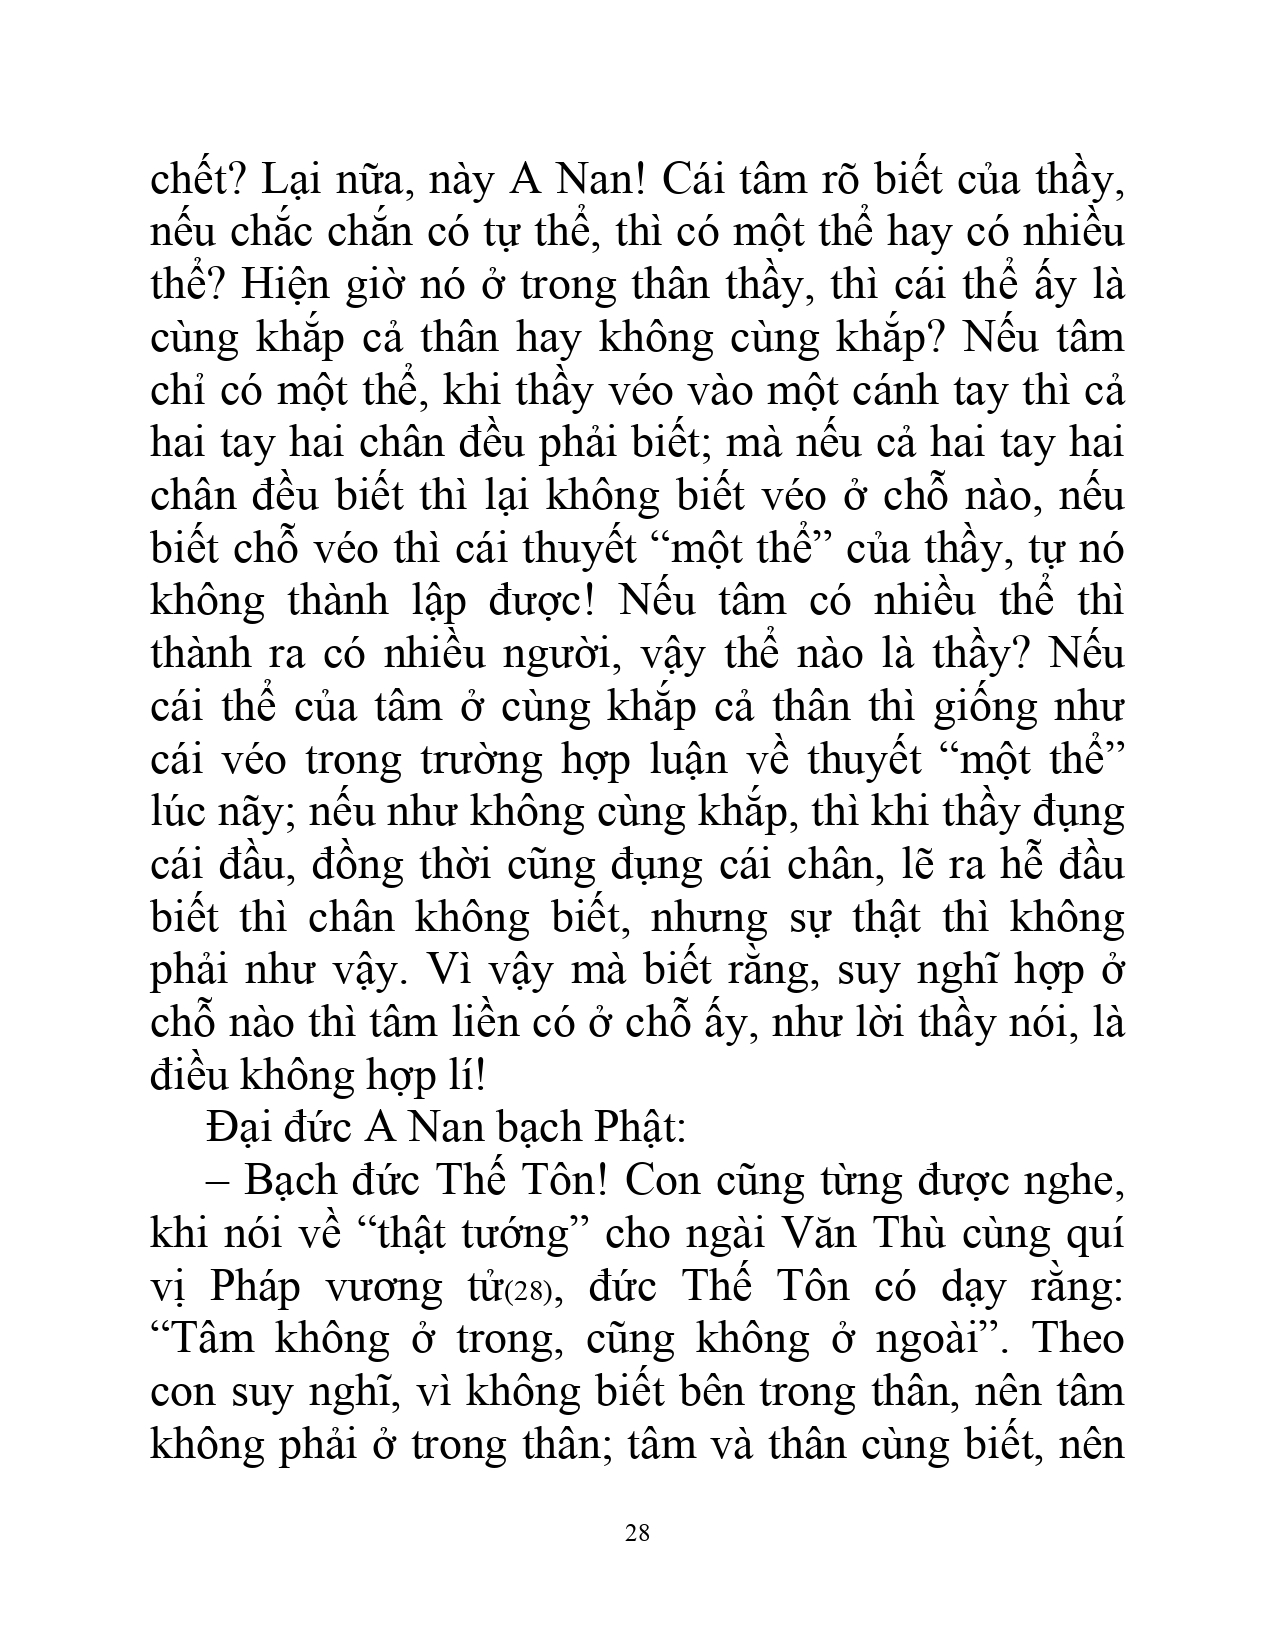 chết? Lại nữa, này A Nan! Cái tâm rõ biết của thầy,
nếu chắc chắn có tự thể, thì có một thể hay có nhiều
thể? Hiện giờ nó ở trong thân thầy, thì cái thể ấy là
cùng khắp cả thân hay không cùng khắp? Nếu tâm
chỉ có một thể, khi thầy véo vào một cánh tay thì cả
hai tay hai chân đều phải biết; mà nếu cả hai tay hai
chân đều biết thì lại không biết véo ở chỗ nào, nếu
biết chỗ véo thì cái thuyết “một thể” của thầy, tự nó
không thành lập được! Nếu tâm có nhiều thể thì
thành ra có nhiều người, vậy thể nào là thầy? Nếu
cái thể của tâm ở cùng khắp cả thân thì giống như
cái véo trong trường hợp luận về thuyết “một thể”
lúc nãy; nếu như không cùng khắp, thì khi thầy đụng
cái đầu, đồng thời cũng đụng cái chân, lẽ ra hễ đầu
biết thì chân không biết, nhưng sự thật thì không
phải như vậy. Vì vậy mà biết rằng, suy nghĩ hợp ở
chỗ nào thì tâm liền có ở chỗ ấy, như lời thầy nói, là
điều không hợp lí!
Đại đức A Nan bạch Phật:
– Bạch đức Thế Tôn! Con cũng từng được nghe,
khi nói về “thật tướng” cho ngài Văn Thù cùng quí
vị Pháp vương tử(28), đức Thế Tôn có dạy rằng:
“Tâm không ở trong, cũng không ở ngoài”. Theo
con suy nghĩ, vì không biết bên trong thân, nên tâm
không phải ở trong thân; tâm và thân cùng biết, nên
28